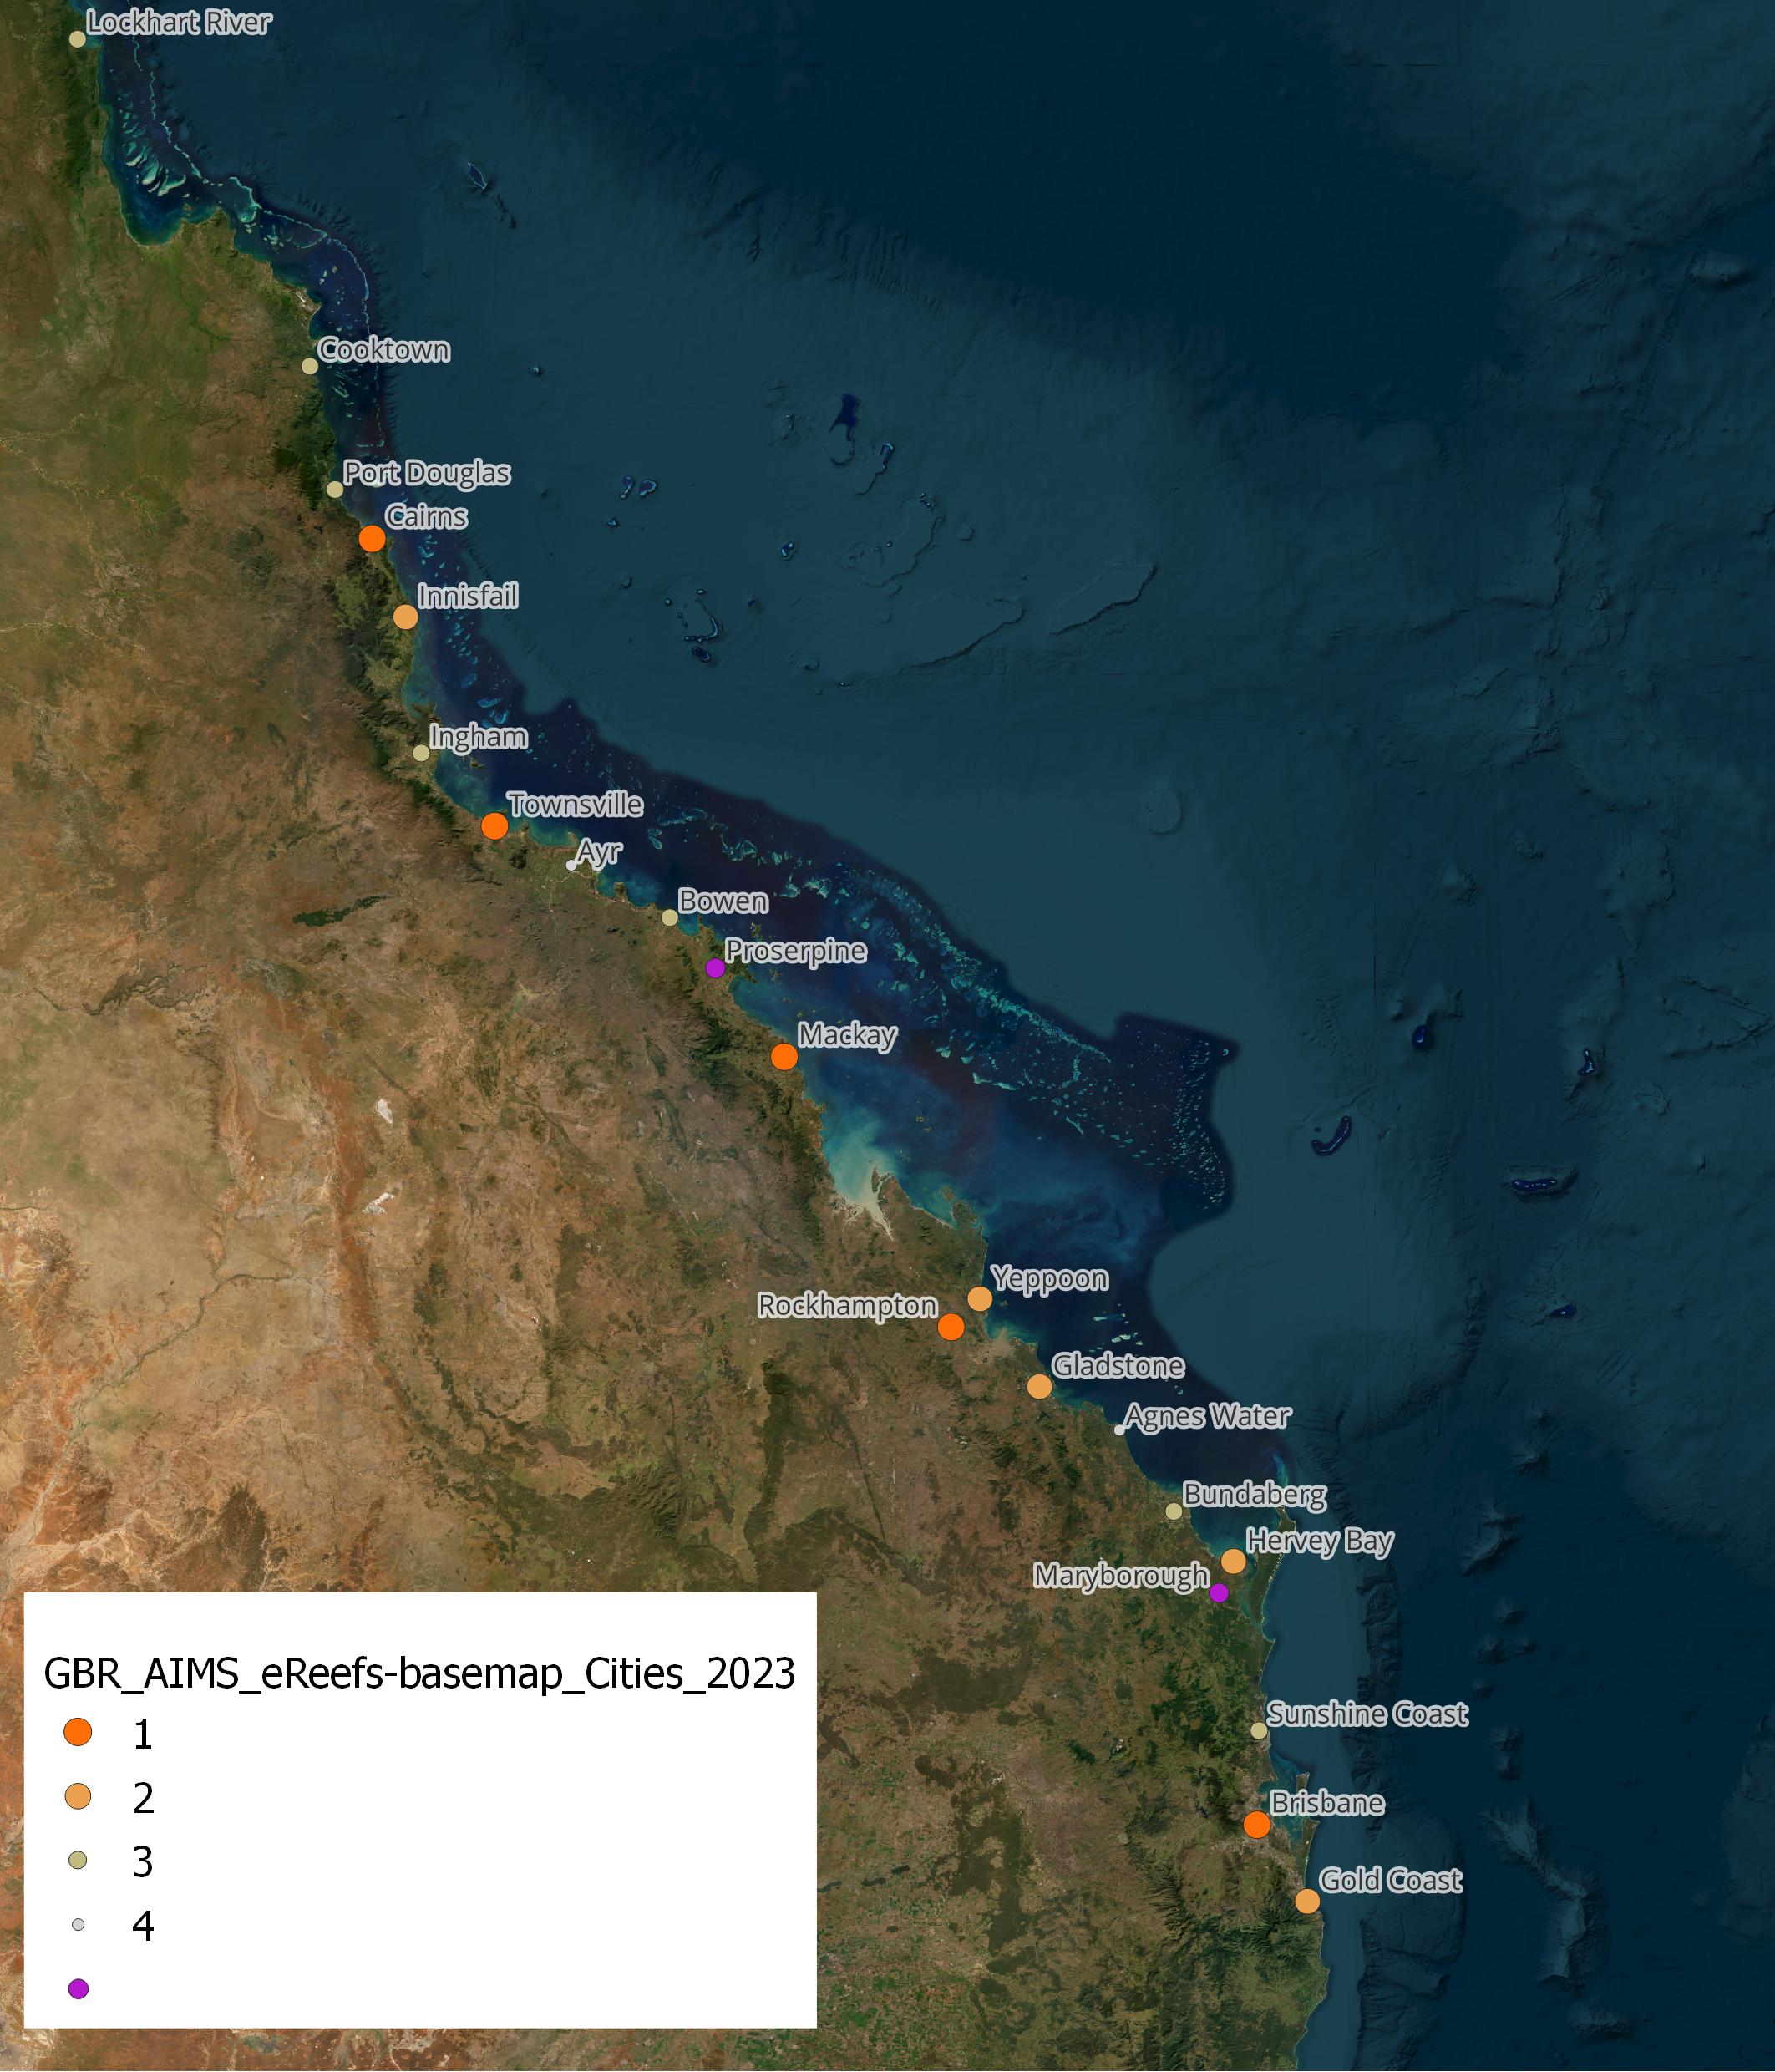 Lockhart River
Cooktown
Port Douglas
Cairns
Innisfail
Ingham
Townsville
Ayr
Bowen
Proserpine
Mackay
Yeppoon
Rockhampton
Gladstone
Agnes Water
Bundaberg
Hervey Bay
Maryborough
Sunshine Coast
Brisbane
Gold Coast
GBR_AIMS_eReefs-basemap_Cities_2023
1
2
3
4